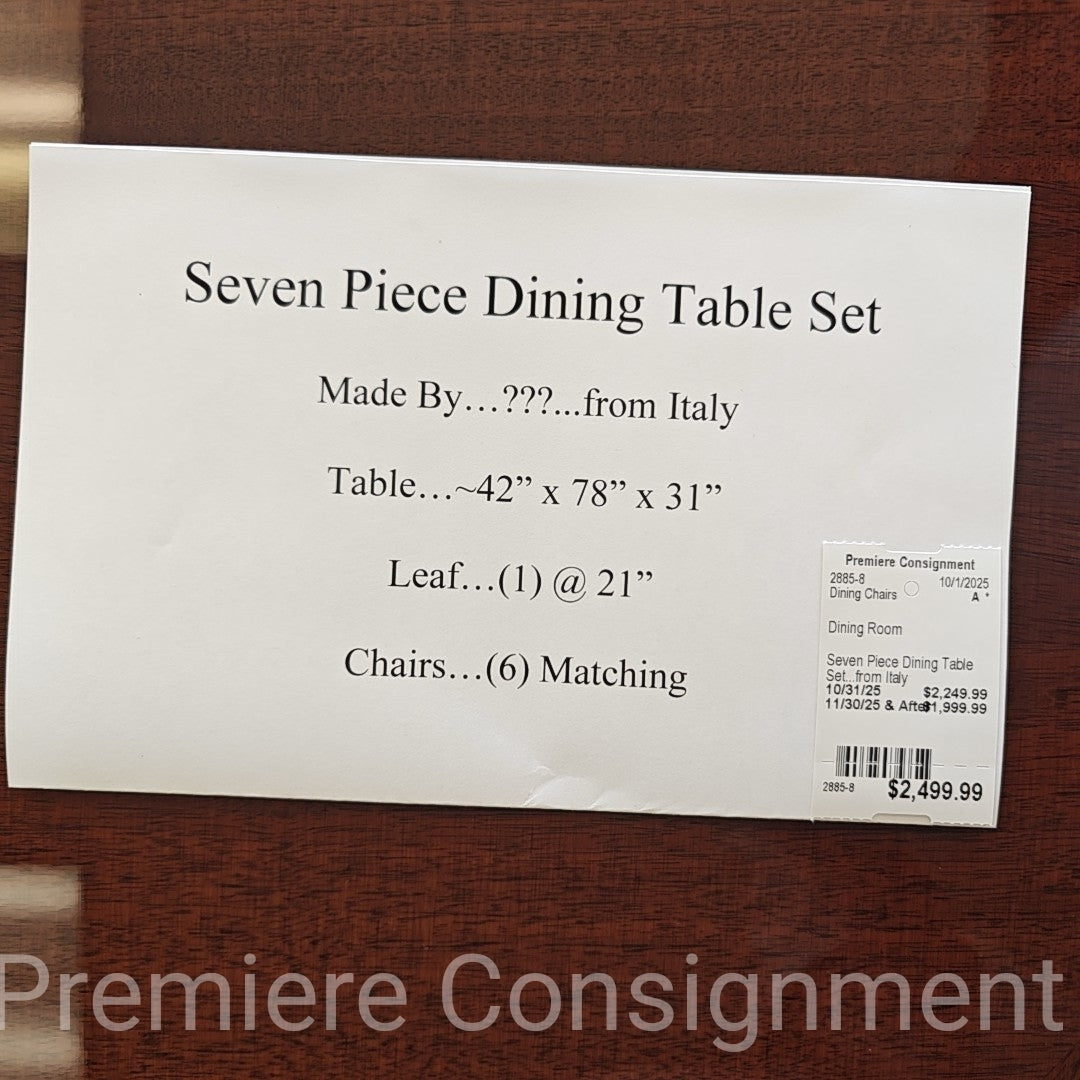 Seven Piece Dining Table Set
Made By...???...from Italy
Table...~42” x 78” x 31”
Leaf...(1) @ 21”
Chairs...(6) Matching
Premiere Consignment
2885-8 10/1/2025
Dining Chairs A *
Dining Room
Seven Piece Dining Table
Set...from Italy
10/31/25 $2,249.99
11/30/25 & After $1,999.99
2885-8 $2,499.99
Premiere Consignment